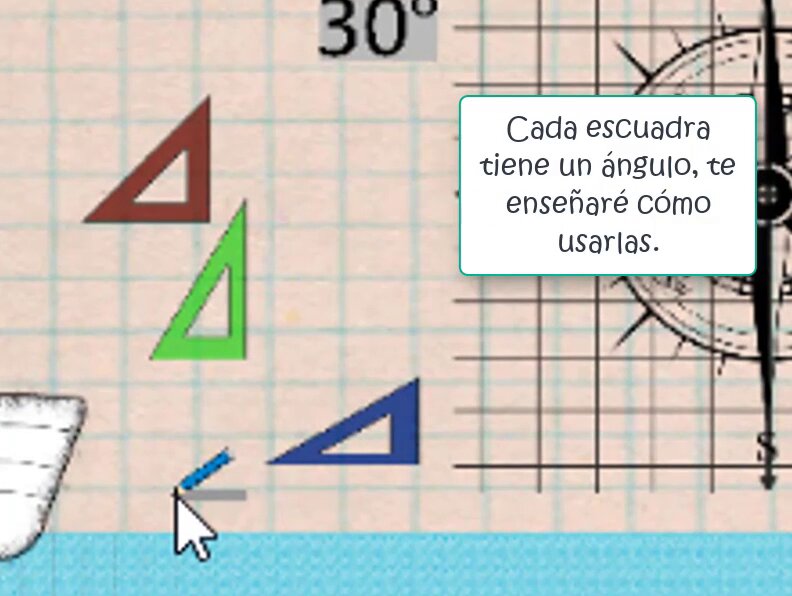 30°
Cada escuadra
tiene un ángulo, te
enseñaré cómo
usarlas.
S